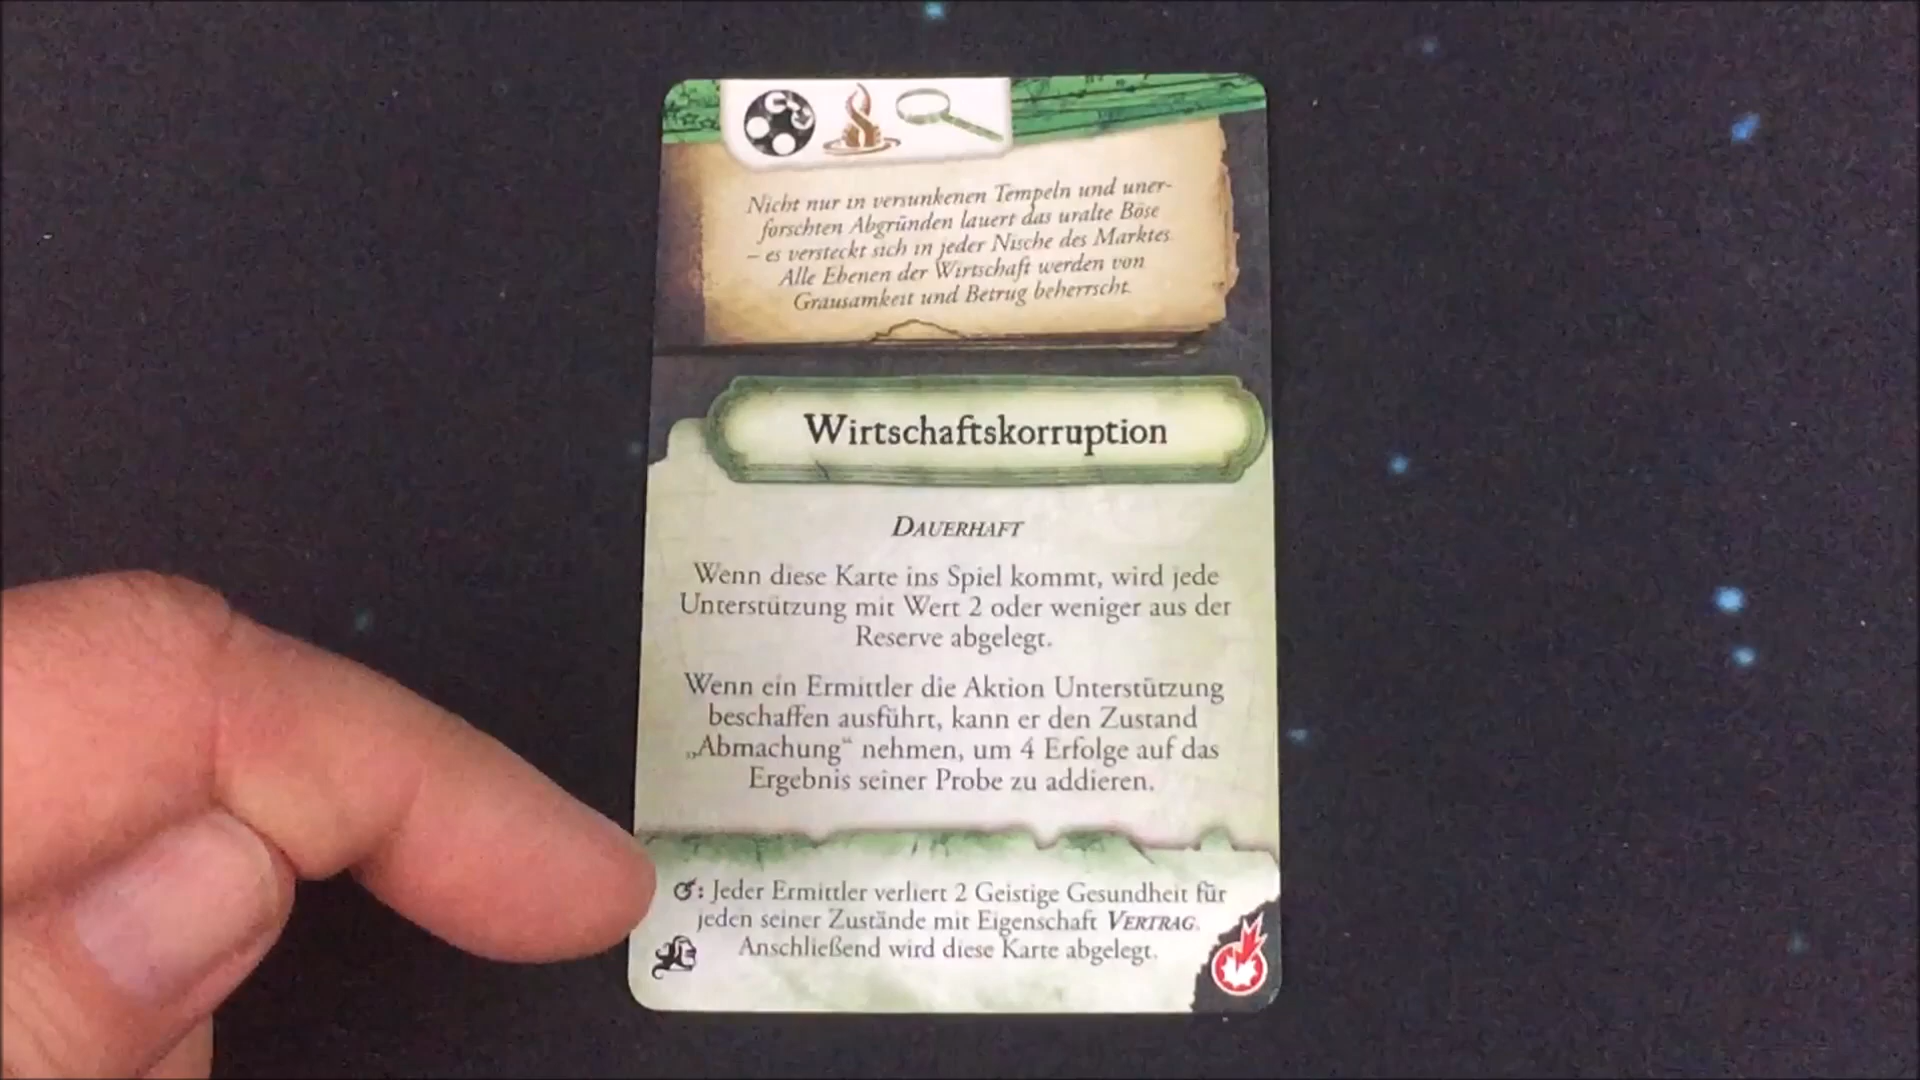 Nicht nur in versunkenen Tempeln und uner-
forschten Abgründen lauert das uralte Böse
– es versteckt sich in jeder Nische des Marktes.
Alle Ebenen der Wirtschaft werden von
Grausamkeit und Betrug beherrscht.
Wirtschaftskorruption
DAUERHAFT
Wenn diese Karte ins Spiel kommt, wird jede
Unterstützung mit Wert 2 oder weniger aus der
Reserve abgelegt.
Wenn ein Ermittler die Aktion Unterstützung
beschaffen ausführt, kann er den Zustand
„Abmachung“ nehmen, um 4 Erfolge auf das
Ergebnis seiner Probe zu addieren.
: Jeder Ermittler verliert 2 Geistige Gesundheit für
jeden seiner Zustände mit Eigenschaft VERTRAG.
Anschließend wird diese Karte abgelegt.